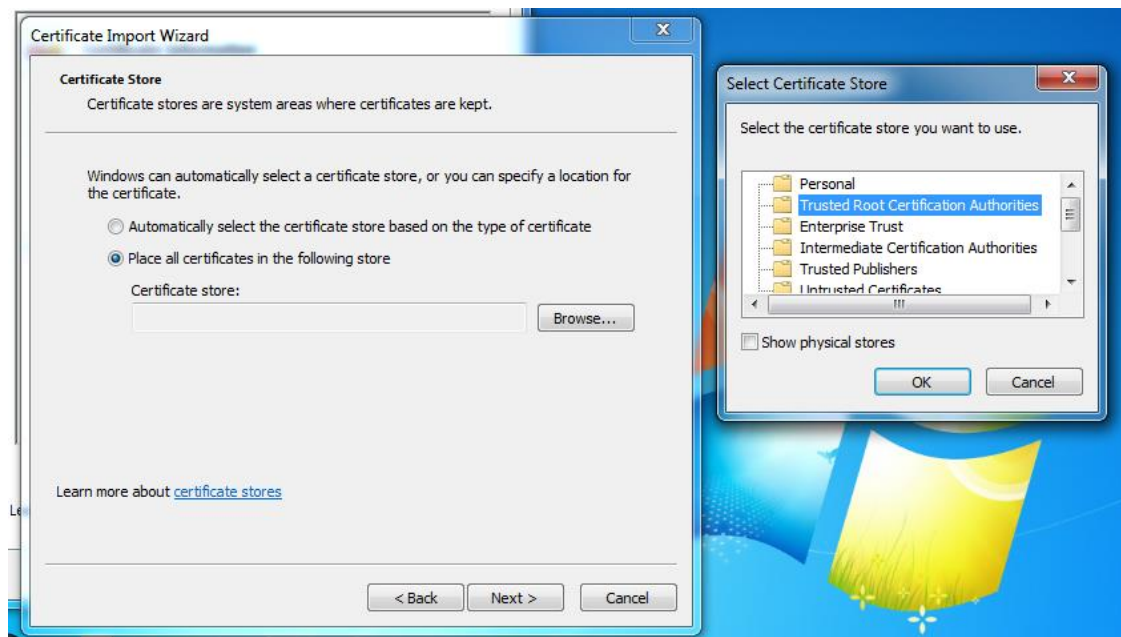 Certificate Import Wizard
Certificate Store
Certificate stores are system areas where certificates are kept.
Windows can automatically select a certificate store, or you can specify a location for
the certificate.
Automatically select the certificate store based on the type of certificate
Place all certificates in the following store
Certificate store:
Browse...
Learn more about certificate stores
< Back
Next >
Cancel
Select Certificate Store
Select the certificate store you want to use.
Personal
Trusted Root Certification Authorities
Enterprise Trust
Intermediate Certification Authorities
Trusted Publishers
Untrusted Certificates
Show physical stores
OK
Cancel